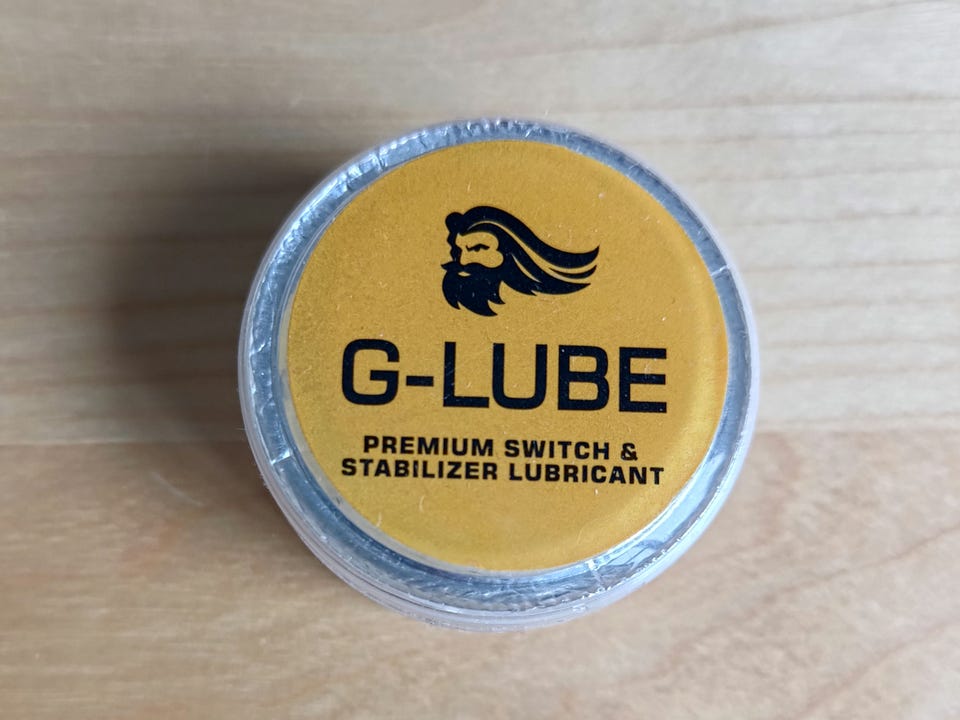 G-LUBE
PREMIUM SWITCH &
STABILIZER LUBRICANT